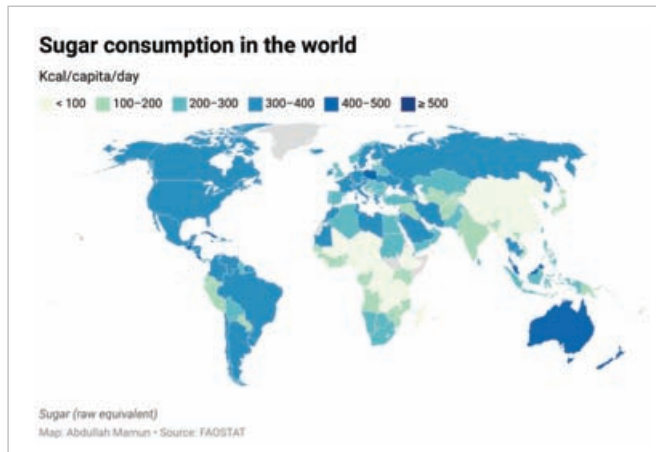 Sugar consumption in the world
Kcal/capita/day
< 100 100–200 200–300 300–400 400–500 ≥ 500
Sugar (raw equivalent)
Map: Abdullah Mamun • Source: FAOSTAT